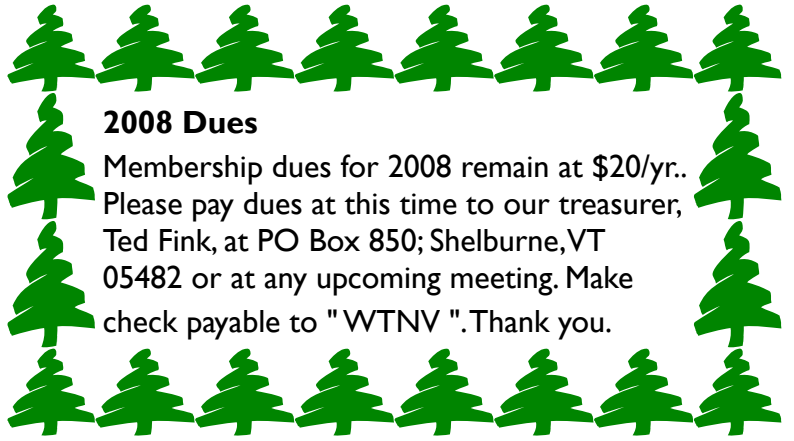 2008 Dues
Membership dues for 2008 remain at $20/yr..
Please pay dues at this time to our treasurer,
Ted Fink, at PO Box 850; Shelburne,VT
05482 or at any upcoming meeting. Make
check payable to " WTNV ". Thank you.